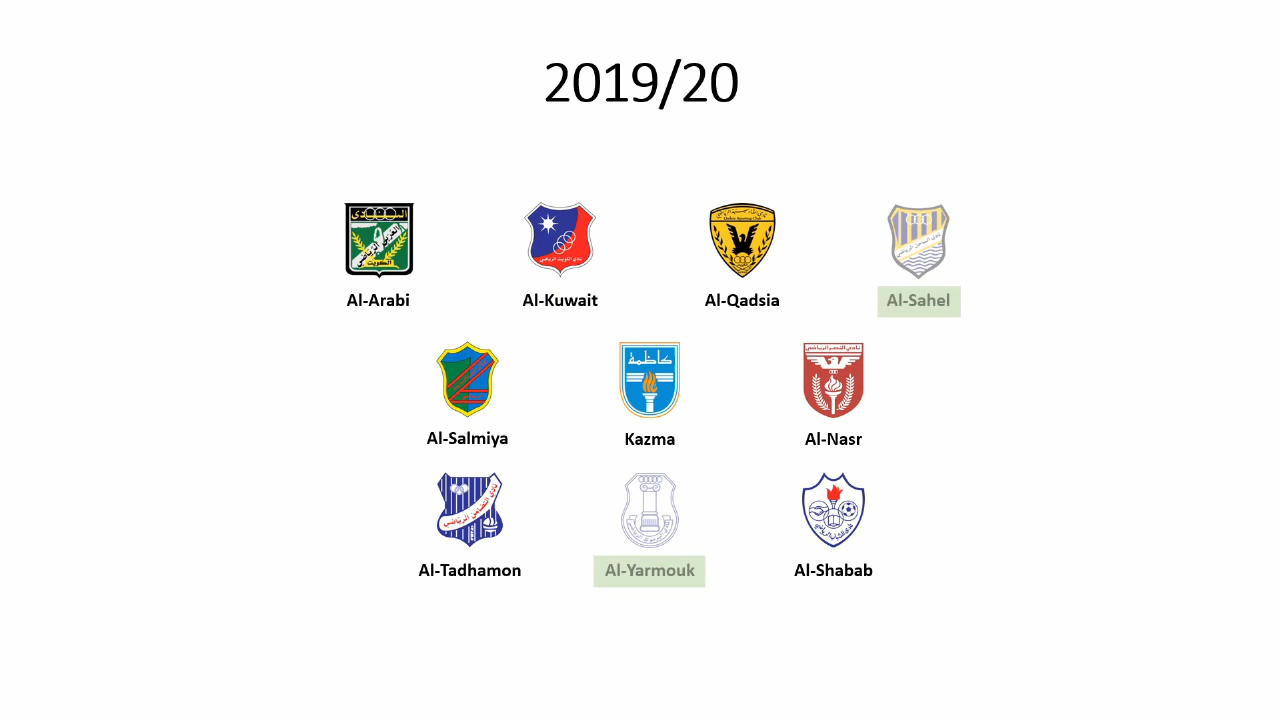 2019/20
Al-Arabi
Al-Kuwait
Al-Qadsia
Al-Sahel
كاظمة
Al-Salmiya
Kazma
Al-Nasr
Al-Tadhamon
Al-Yarmouk
Al-Shabab